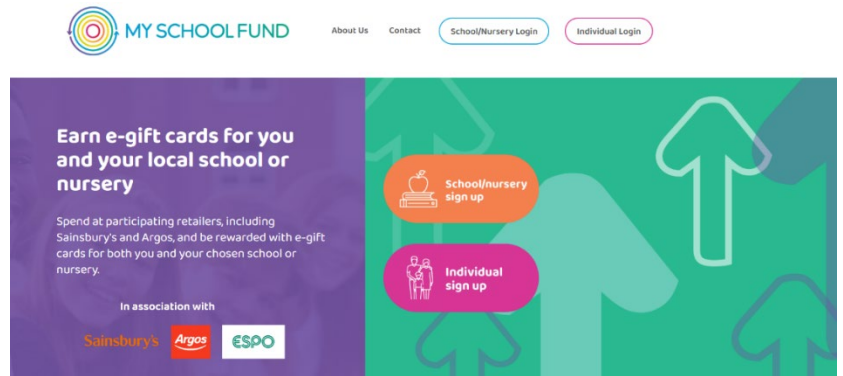 MY SCHOOL FUND
About Us
Contact
School/Nursery Login
Individual Login
Earn e-gift cards for you
and your local school or
nursery
Spend at participating retailers, including
Sainsbury's and Argos, and be rewarded with e-gift
cards for both you and your chosen school or
nursery.
In association with
Sainsbury's
Argos
ESPO
School/nursery
sign up
Individual
sign up